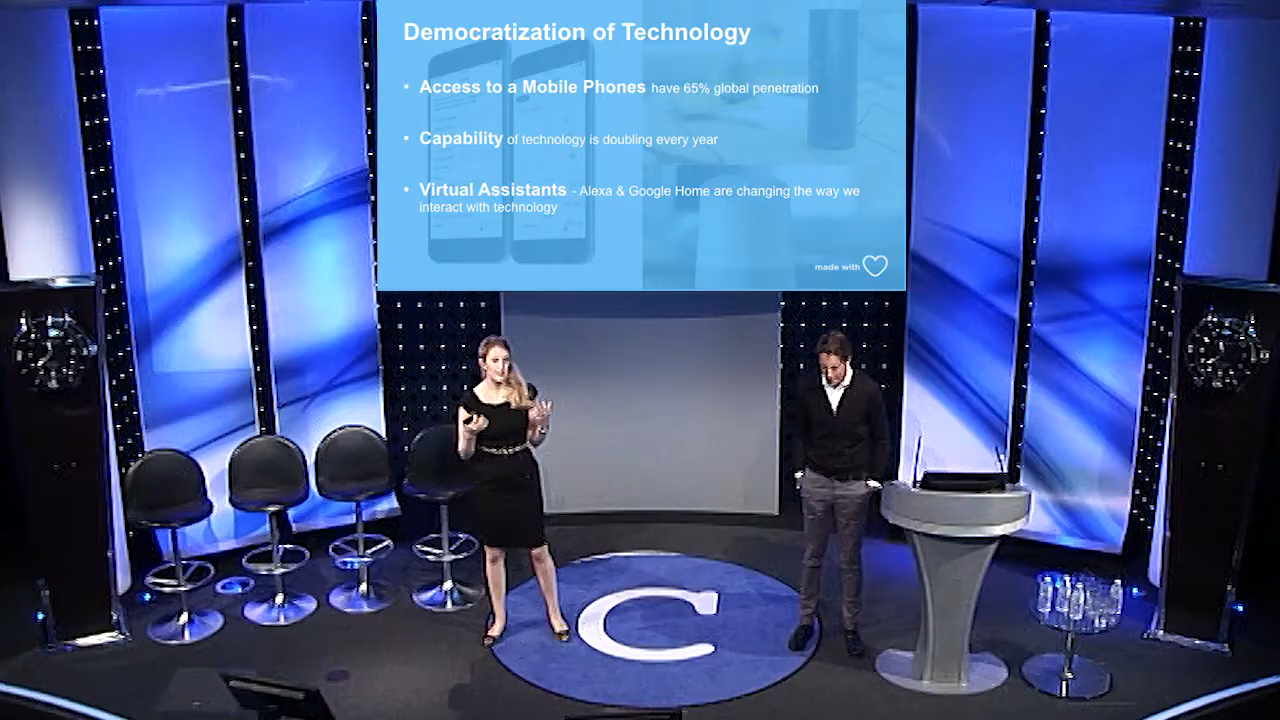 Democratization of Technology
• Access to a Mobile Phones have 65% global penetration
• Capability of technology is doubling every year
• Virtual Assistants - Alexa & Google Home are changing the way we
interact with technology
made with
C